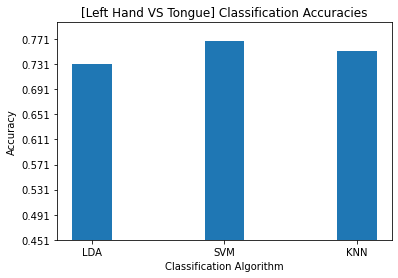 [Left Hand VS Tongue] Classification Accuracies
0.771
0.731
0.691
0.651
0.611
0.571
0.531
0.491
0.451
Accuracy
LDA SVM KNN
Classification Algorithm